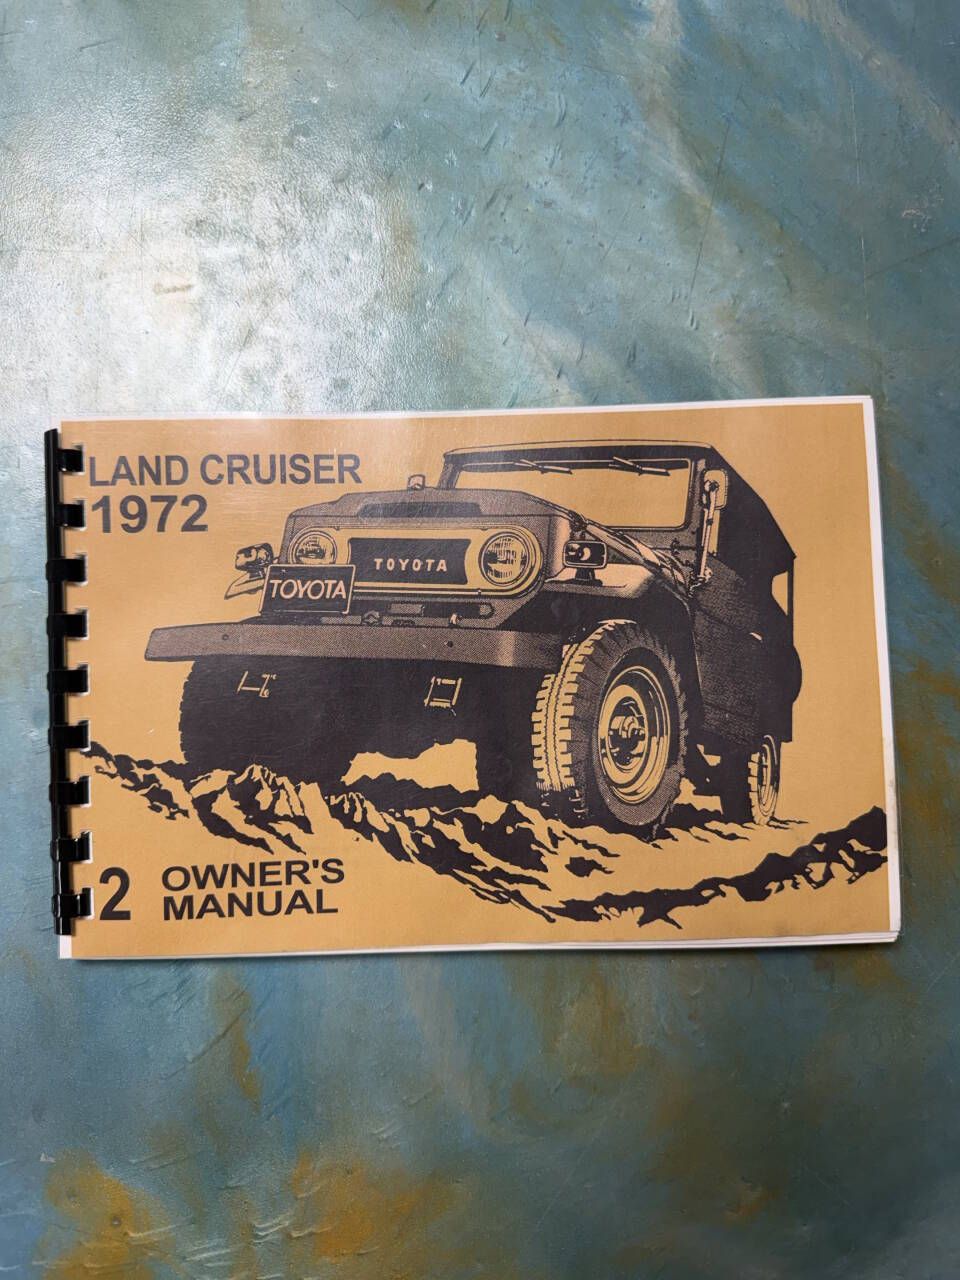 LAND CRUISER
1972
TOYOTA
TOYOTA
2 OWNER'S
MANUAL